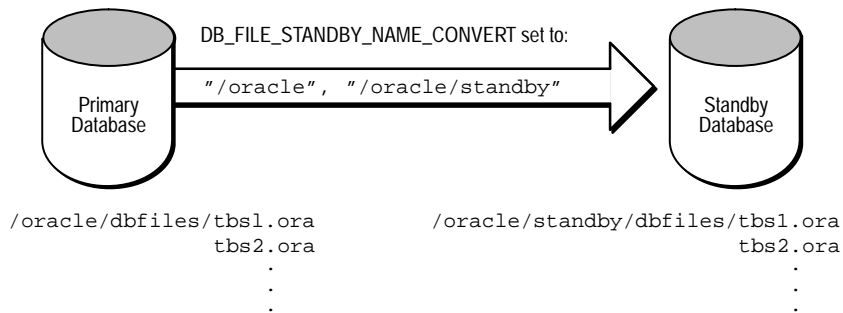 DB_FILE_STANDBY_NAME_CONVERT set to:
"/oracle", "/oracle/standby"
Primary
Database
Standby
Database
/oracle/dbfiles/tbs1.ora
tbs2.ora
.
.
.
/oracle/standby/dbfiles/tbs1.ora
tbs2.ora
.
.
.